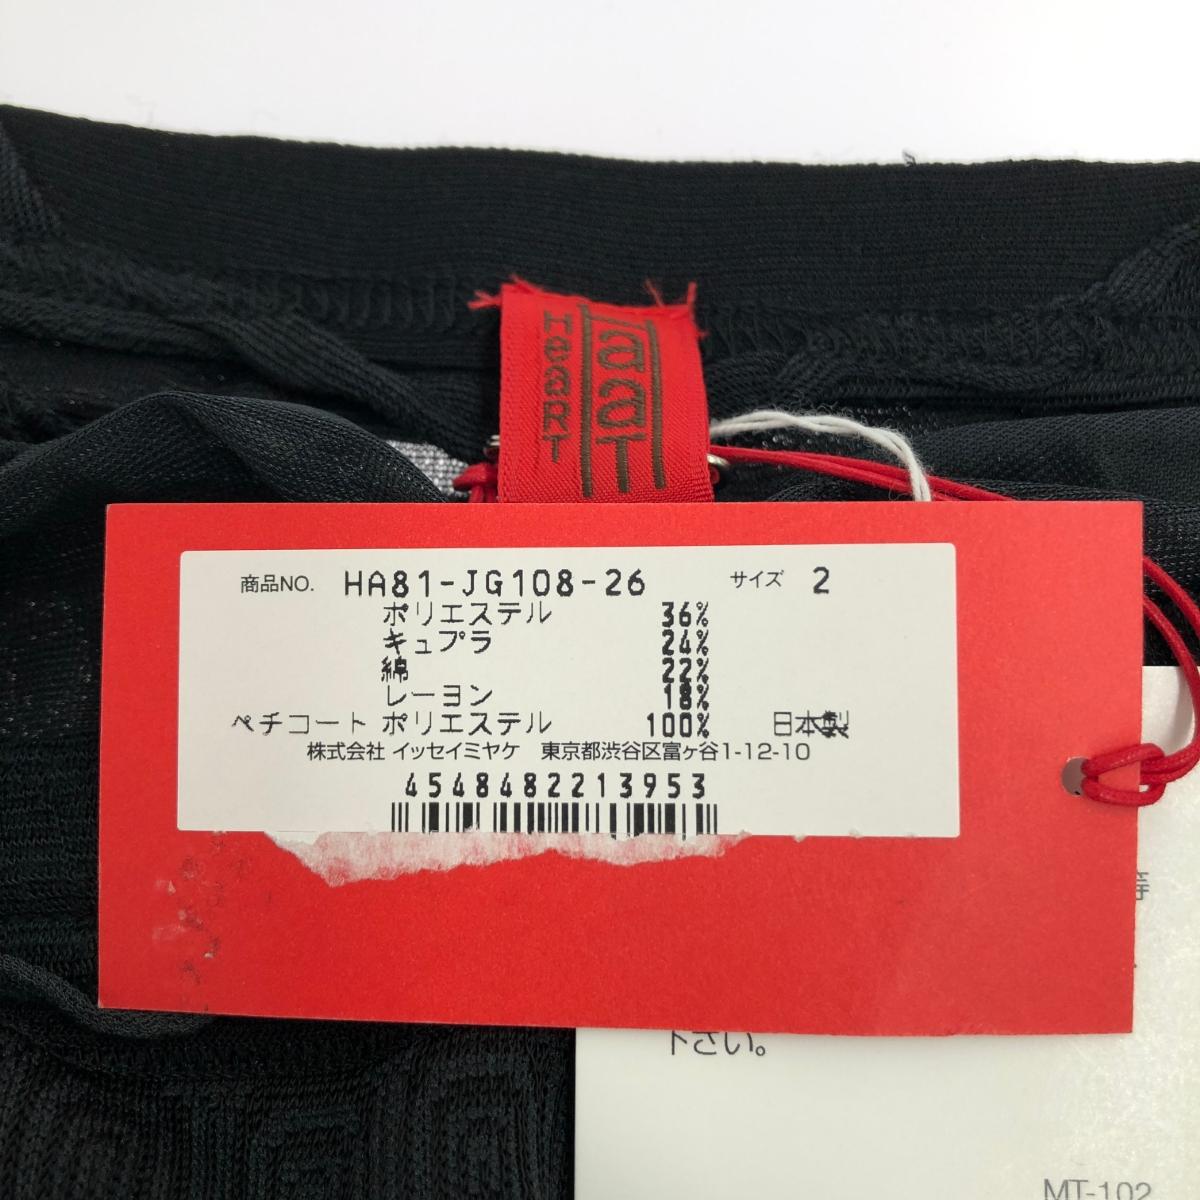 HaaT
HeaRT
商品NO. HA81-JG108-26 サイズ 2
ポリエステル 36%
キュプラ 24%
綿 22%
レーヨン 18%
ペチコート ポリエステル 100% 日本製
株式会社 イッセイミヤケ 東京都渋谷区富ヶ谷1-12-10
4548482213953
等
下さい。
MT-102